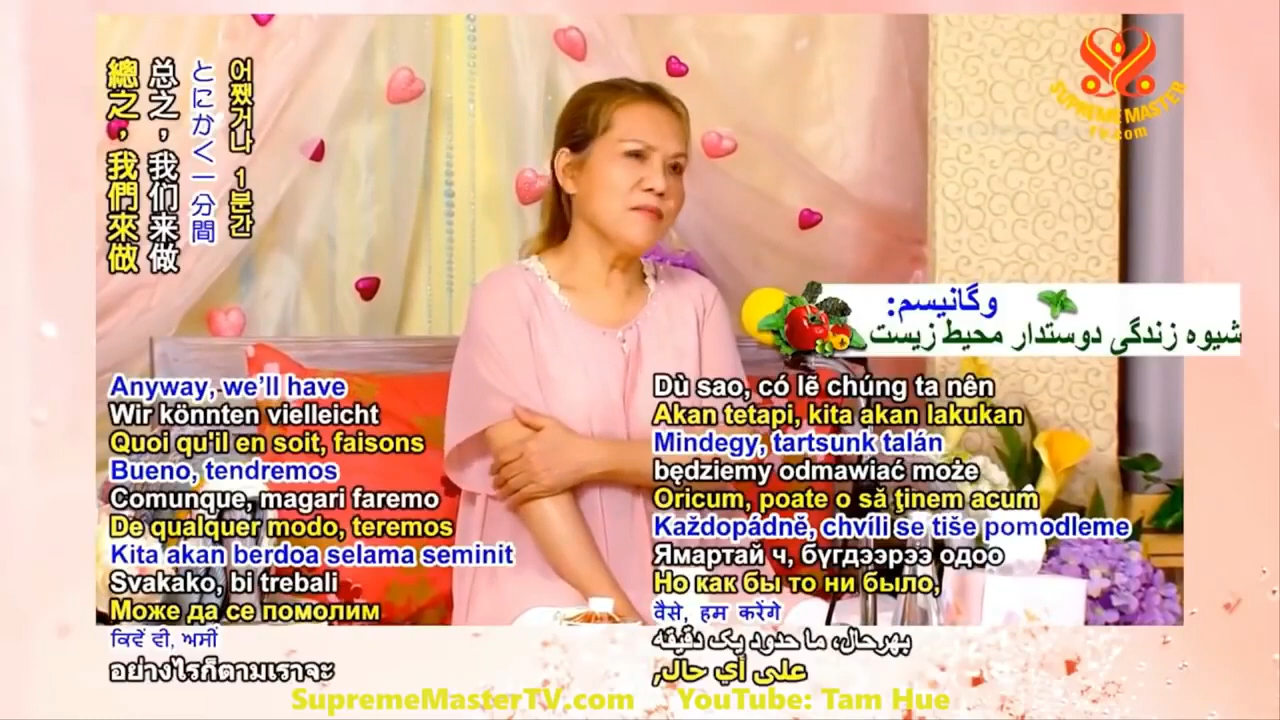 어쨌거나 1분간
とにかく一分間
总之，我们来做
總之，我們來做
SUPREME MASTER
TV.com
وگانیسم:
شیوه زندگی دوستدار محیط زیست
Anyway, we’ll have
Wir könnten vielleicht
Quoi qu'il en soit, faisons
Bueno, tendremos
Comunque, magari faremo
De qualquer modo, teremos
Kita akan berdoa selama seminit
Svakako, bi trebali
Може да се помолим
ਕਿਵੇਂ ਵੀ, ਅਸੀਂ
อย่างไรก็ตามเราจะ
Dù sao, có lẽ chúng ta nên
Akan tetapi, kita akan lakukan
Mindegy, tartsunk talán
będziemy odmawiać może
Oricum, poate o să ţinem acum
Každopádně, chvíli se tiše pomodleme
Ямартай ч, бүгдээрээ одоо
Но как бы то ни было,
वैसे, हम करेंगे
بهرحال، ما حدود یک دقیقه
على أي حال,
SupremeMasterTV.com YouTube: Tam Hue